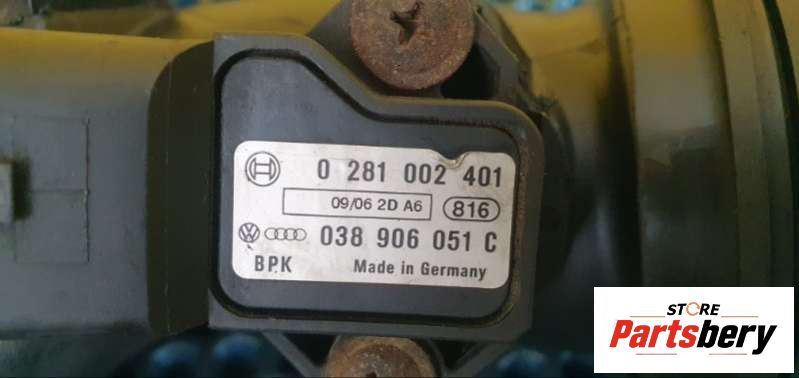 0 281 002 401
09/06 2D A6 816
038 906 051 C
BPK Made in Germany
STORE
Partsbery